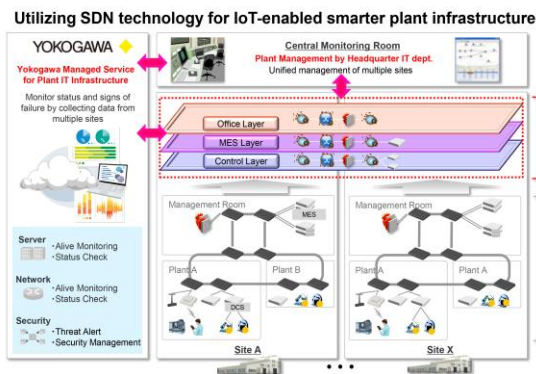 Utilizing SDN technology for IoT-enabled smarter plant infrastructure
YOKOGAWA
Yokogawa Managed Service
for Plant IT Infrastructure
Monitor status and signs of
failure by collecting data from
multiple sites
Server
・Alive Monitoring
・Status Check
Network
・Alive Monitoring
・Status Check
Security
・Threat Alert
・Security Management
Central Monitoring Room
Plant Management by Headquarter IT dept.
Unified management of multiple sites
Office Layer
MES Layer
Control Layer
Management Room
MES
Plant A
Plant B
DCS
Site A
Management Room
Plant A
Plant A
Site X